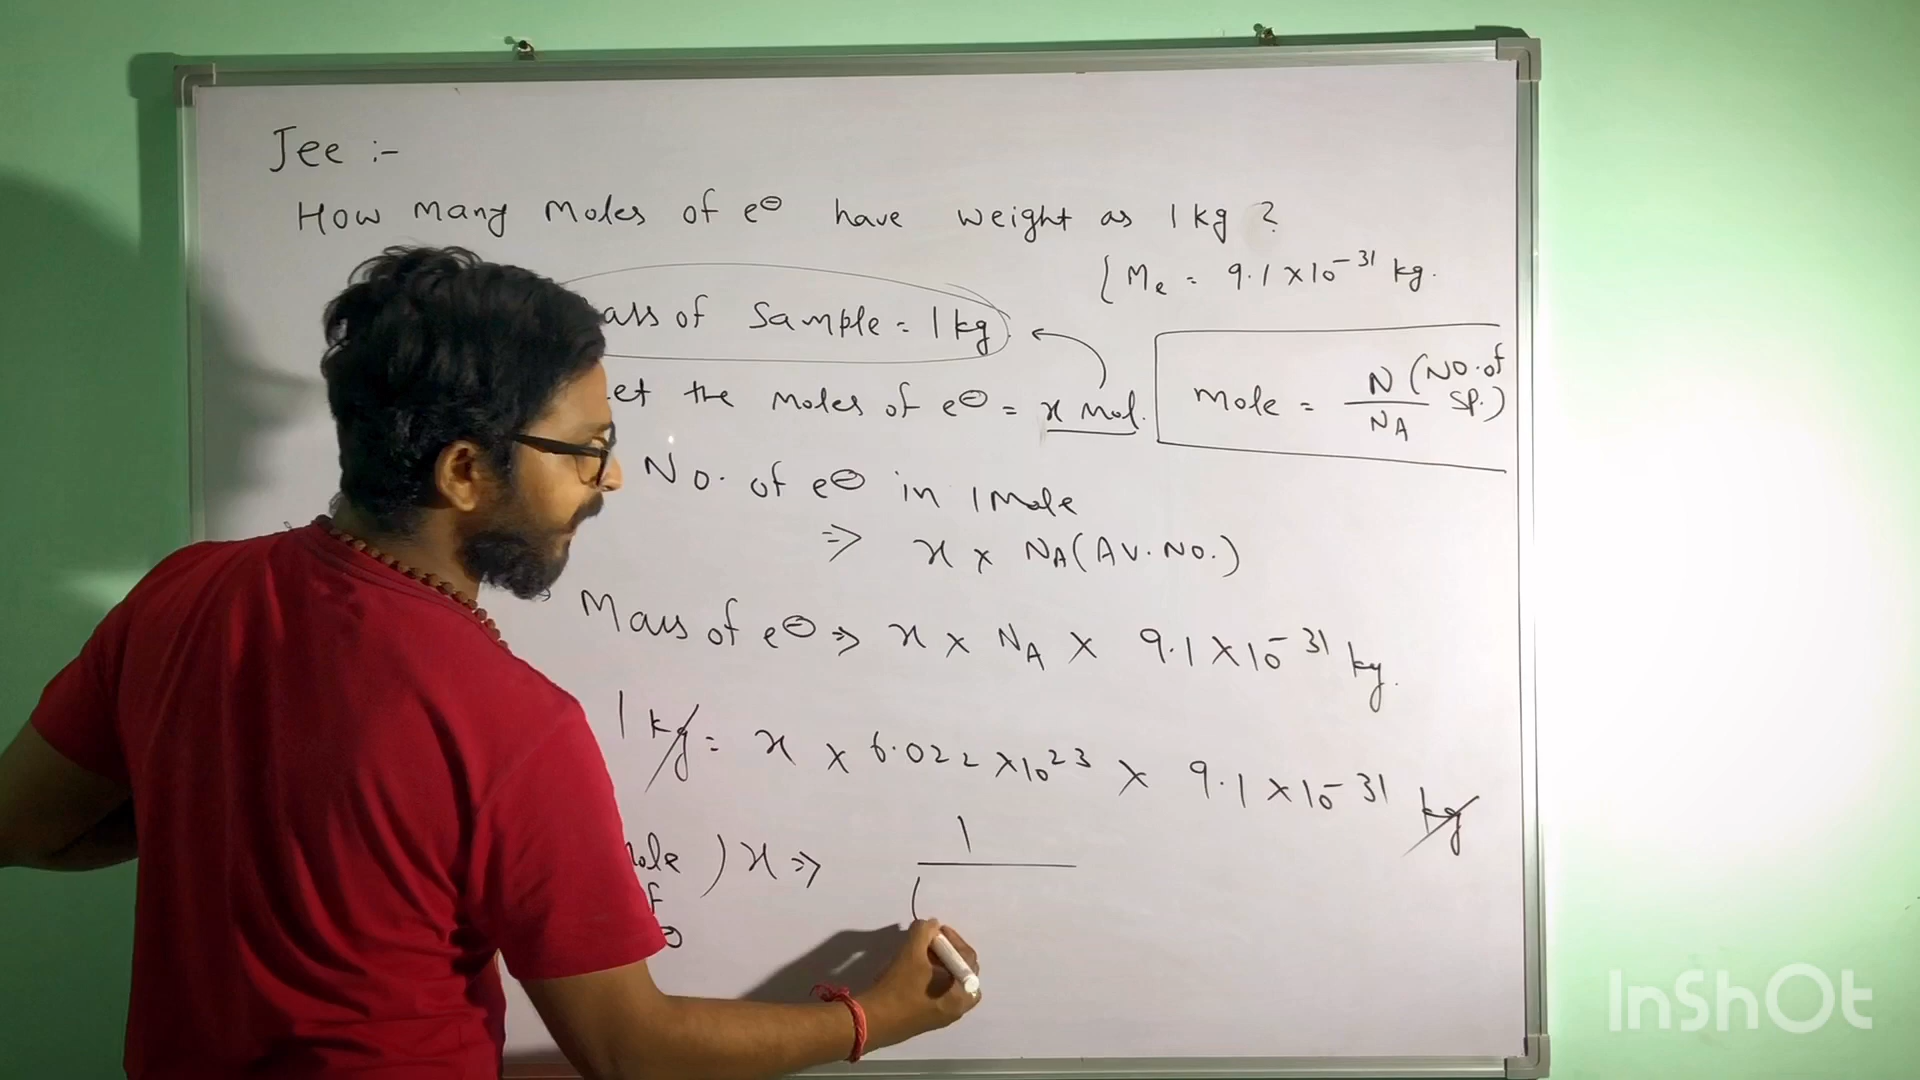 Jee :-
How many moles of e⊖ have weight as 1 kg ?
{ Me = 9.1 × 10⁻³¹ kg.
ass of Sample = 1 kg
et the moles of e⊖ = x mol.
mole = N (No. of sp.) / NA
No. of e⊖ in 1 mole
⇒ x × NA (Av. No.)
Mass of e⊖ ⇒ x × NA × 9.1 × 10⁻³¹ kg.
1 kg = x × 6.022 × 10²³ × 9.1 × 10⁻³¹ kg
ole ) x ⇒ 1 / (
f
⊖
InShOt